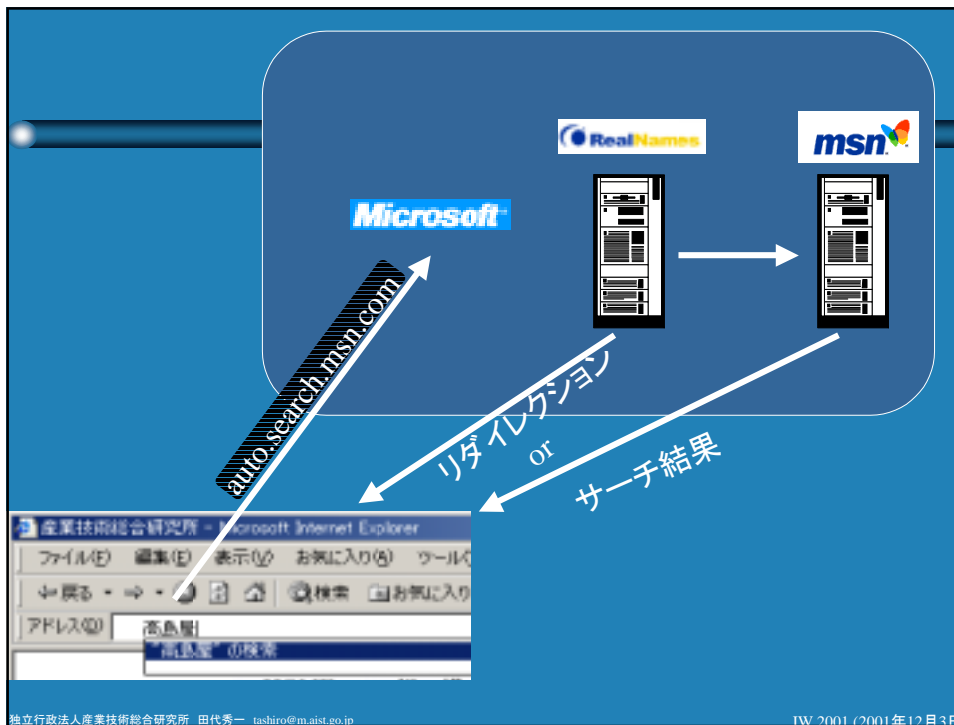 RealNames
msn
Microsoft
auto.search.msn.com
リダイレクション
or
サーチ結果
産業技術総合研究所 - Microsoft Internet Explorer
ファイル(F) 編集(E) 表示(V) お気に入り(A) ツール(
戻る 検索 お気に入り
アドレス(D) 高島屋
"高島屋" の検索
独立行政法人産業技術総合研究所 田代秀一 tashiro@m.aist.go.jp
IW 2001 (2001年12月3日